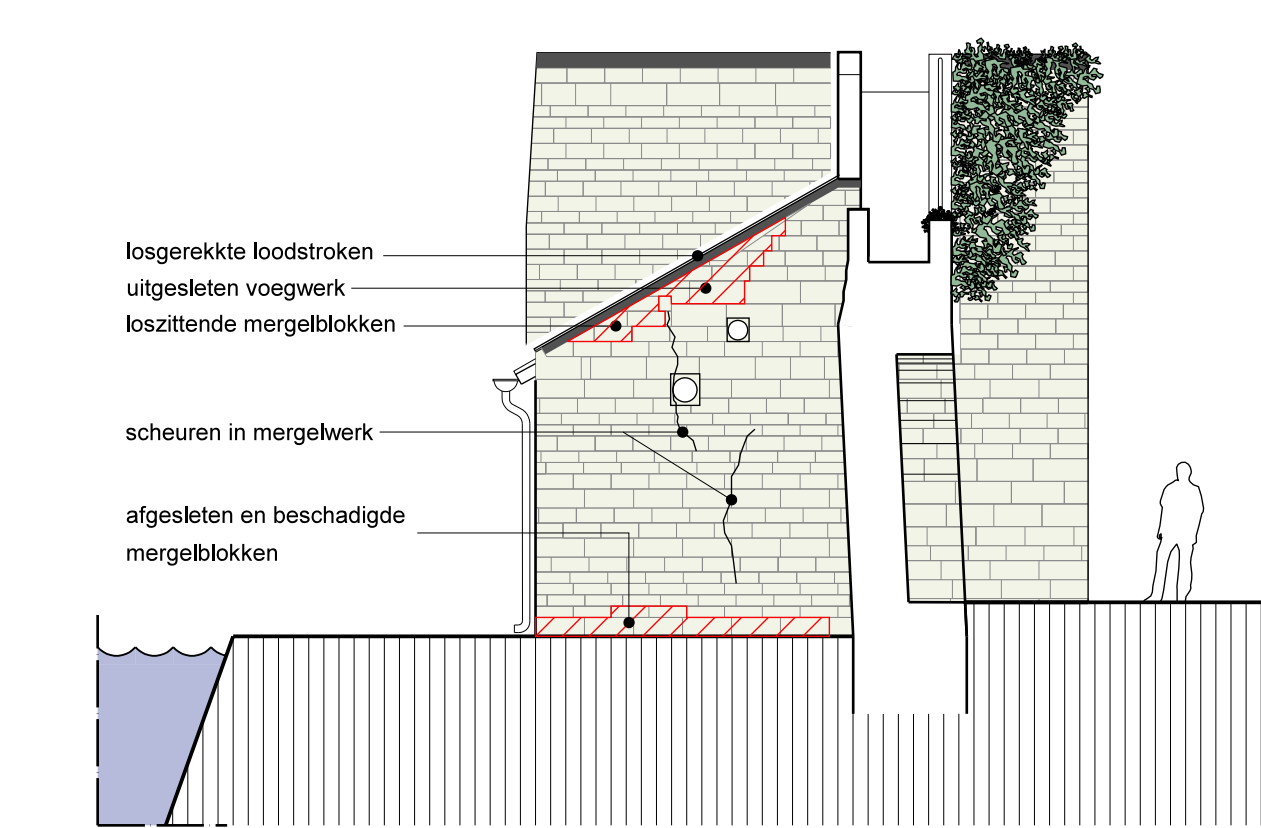 losgerekkte loodstroken
uitgesleten voegwerk
loszittende mergelblokken
scheuren in mergelwerk
afgesleten en beschadigde
mergelblokken